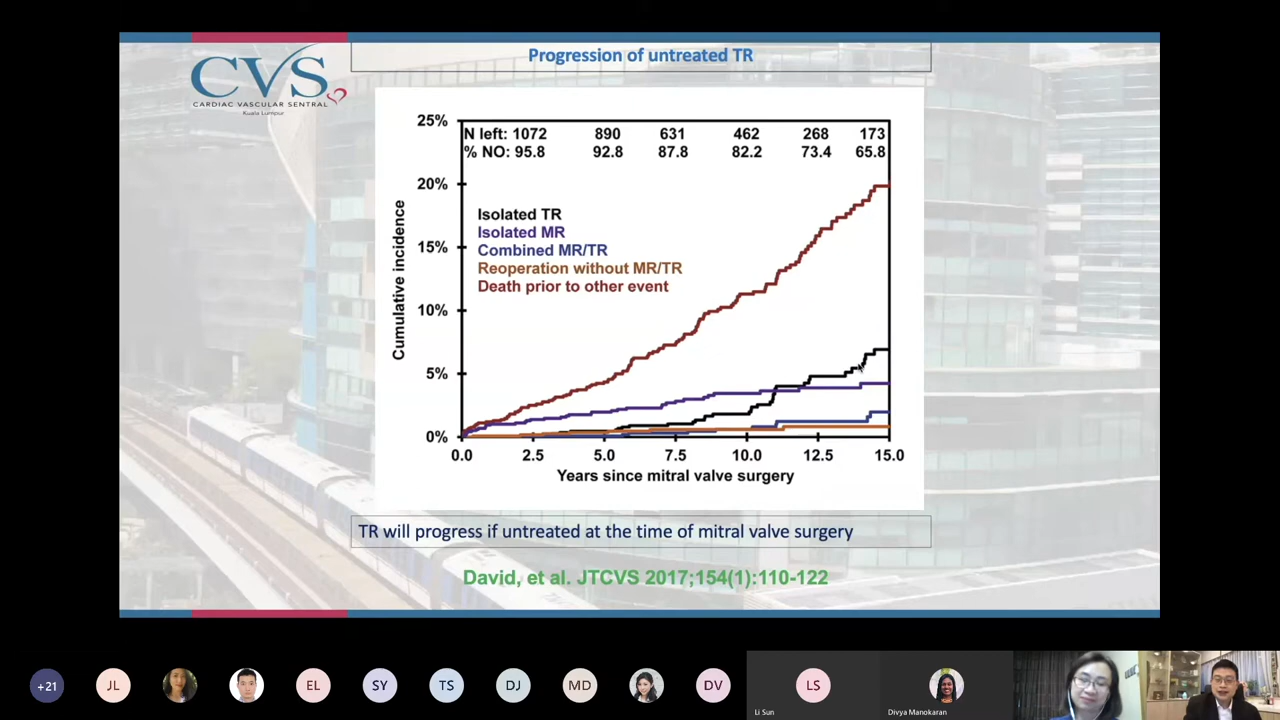 Progression of untreated TR
CVS
CARDIAC VASCULAR SENTRAL
Kuala Lumpur
25%
20%
15%
10%
5%
0%
Cumulative incidence
N left: 1072 890 631 462 268 173
% NO: 95.8 92.8 87.8 82.2 73.4 65.8
Isolated TR
Isolated MR
Combined MR/TR
Reoperation without MR/TR
Death prior to other event
0.0 2.5 5.0 7.5 10.0 12.5 15.0
Years since mitral valve surgery
TR will progress if untreated at the time of mitral valve surgery
David, et al. JTCVS 2017;154(1):110-122
+21 JL EL SY TS DJ MD DV LS
Li Sun
Divya Manokaran